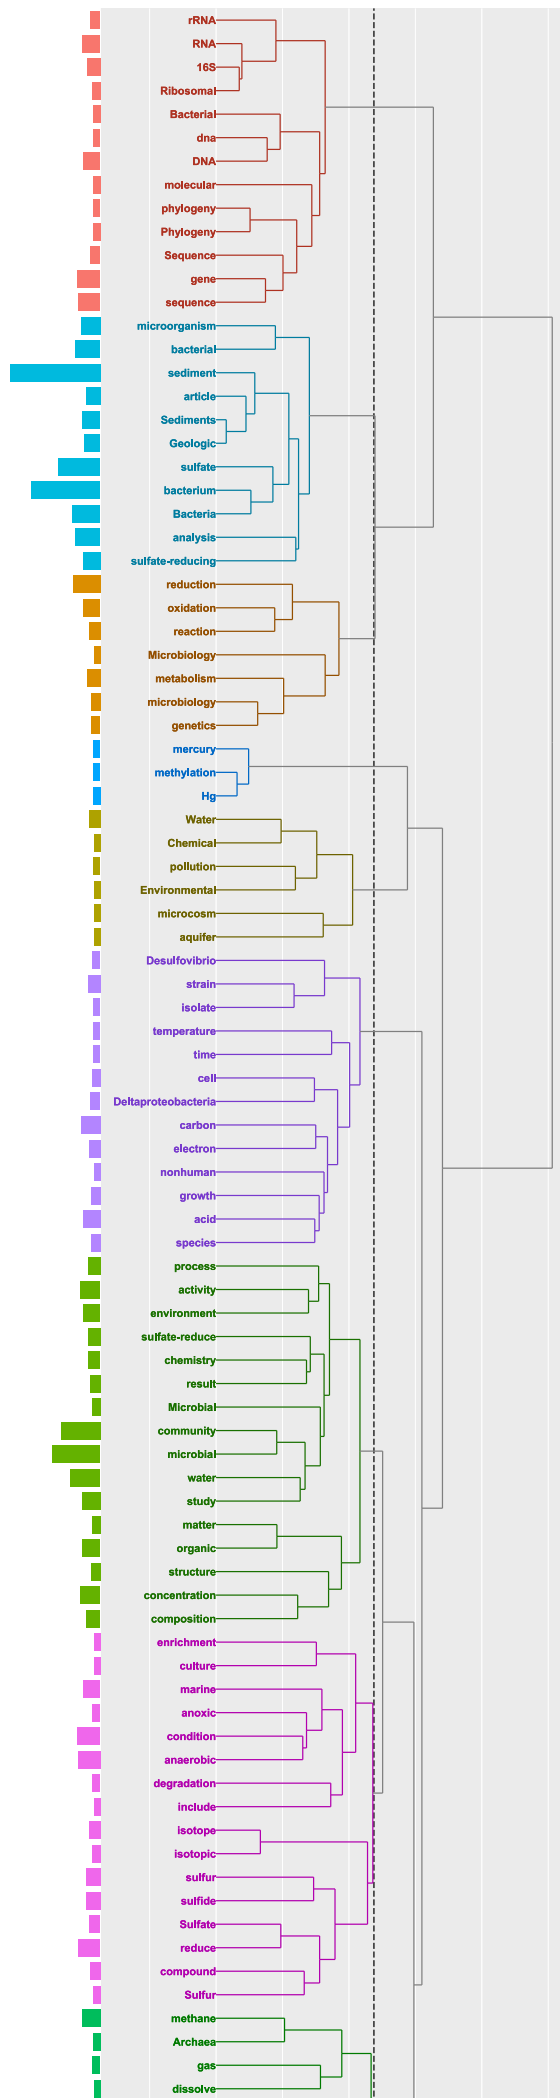 rRNA
RNA
16S
Ribosomal
Bacterial
dna
DNA
molecular
phylogeny
Phylogeny
Sequence
gene
sequence
microorganism
bacterial
sediment
article
Sediments
Geologic
sulfate
bacterium
Bacteria
analysis
sulfate-reducing
reduction
oxidation
reaction
Microbiology
metabolism
microbiology
genetics
mercury
methylation
Hg
Water
Chemical
pollution
Environmental
microcosm
aquifer
Desulfovibrio
strain
isolate
temperature
time
cell
Deltaproteobacteria
carbon
electron
nonhuman
growth
acid
species
process
activity
environment
sulfate-reduce
chemistry
result
Microbial
community
microbial
water
study
matter
organic
structure
concentration
composition
enrichment
culture
marine
anoxic
condition
anaerobic
degradation
include
isotope
isotopic
sulfur
sulfide
Sulfate
reduce
compound
Sulfur
methane
Archaea
gas
dissolve